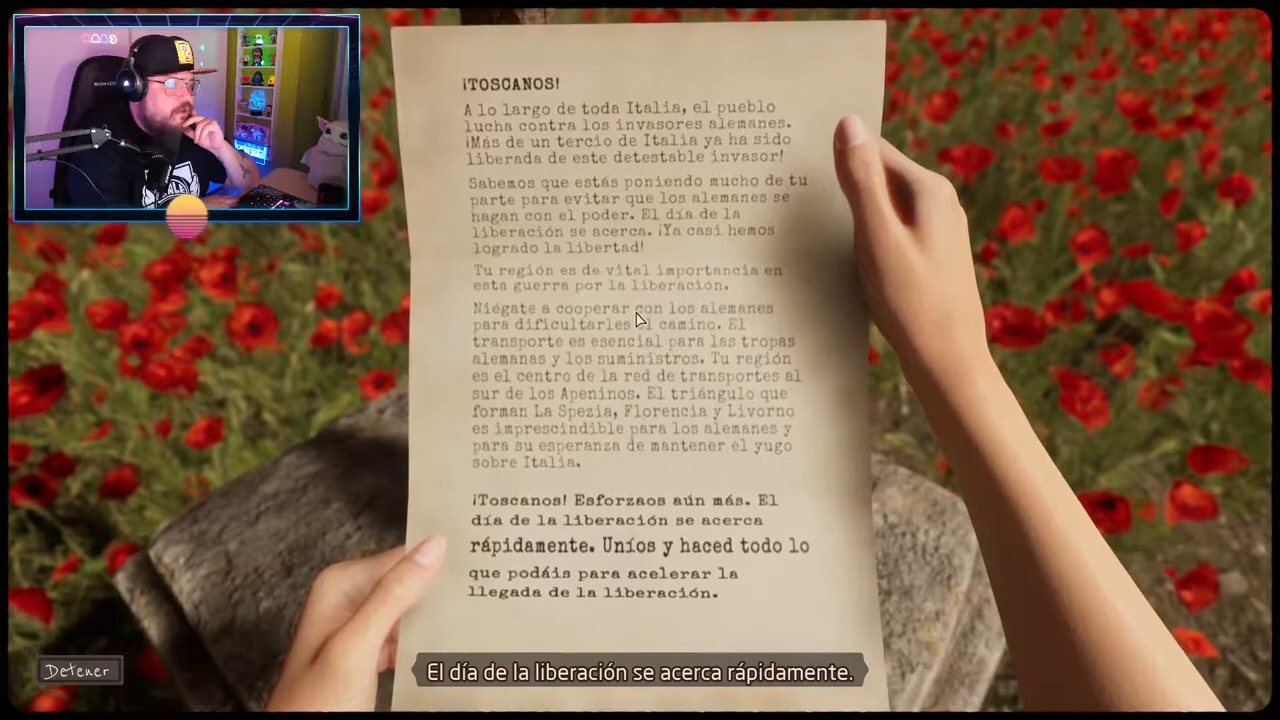 ¡TOSCANOS!
A lo largo de toda Italia, el pueblo
lucha contra los invasores alemanes.
¡Más de un tercio de Italia ya ha sido
liberada de este detestable invasor!
Sabemos que estás poniendo mucho de tu
parte para evitar que los alemanes se
hagan con el poder. El día de la
liberación se acerca. ¡Ya casi hemos
logrado la libertad!
Tu región es de vital importancia en
esta guerra por la liberación.
Niégate a cooperar con los alemanes
para dificultarles el camino. El
transporte es esencial para las tropas
alemanas y los suministros. Tu región
es el centro de la red de transportes al
sur de los Apeninos. El triángulo que
forman La Spezia, Florencia y Livorno
es imprescindible para los alemanes y
para su esperanza de mantener el yugo
sobre Italia.
¡Toscanos! Esforzaos aún más. El
día de la liberación se acerca
rápidamente. Uníos y haced todo lo
que podáis para acelerar la
llegada de la liberación.
Detener
El día de la liberación se acerca rápidamente.